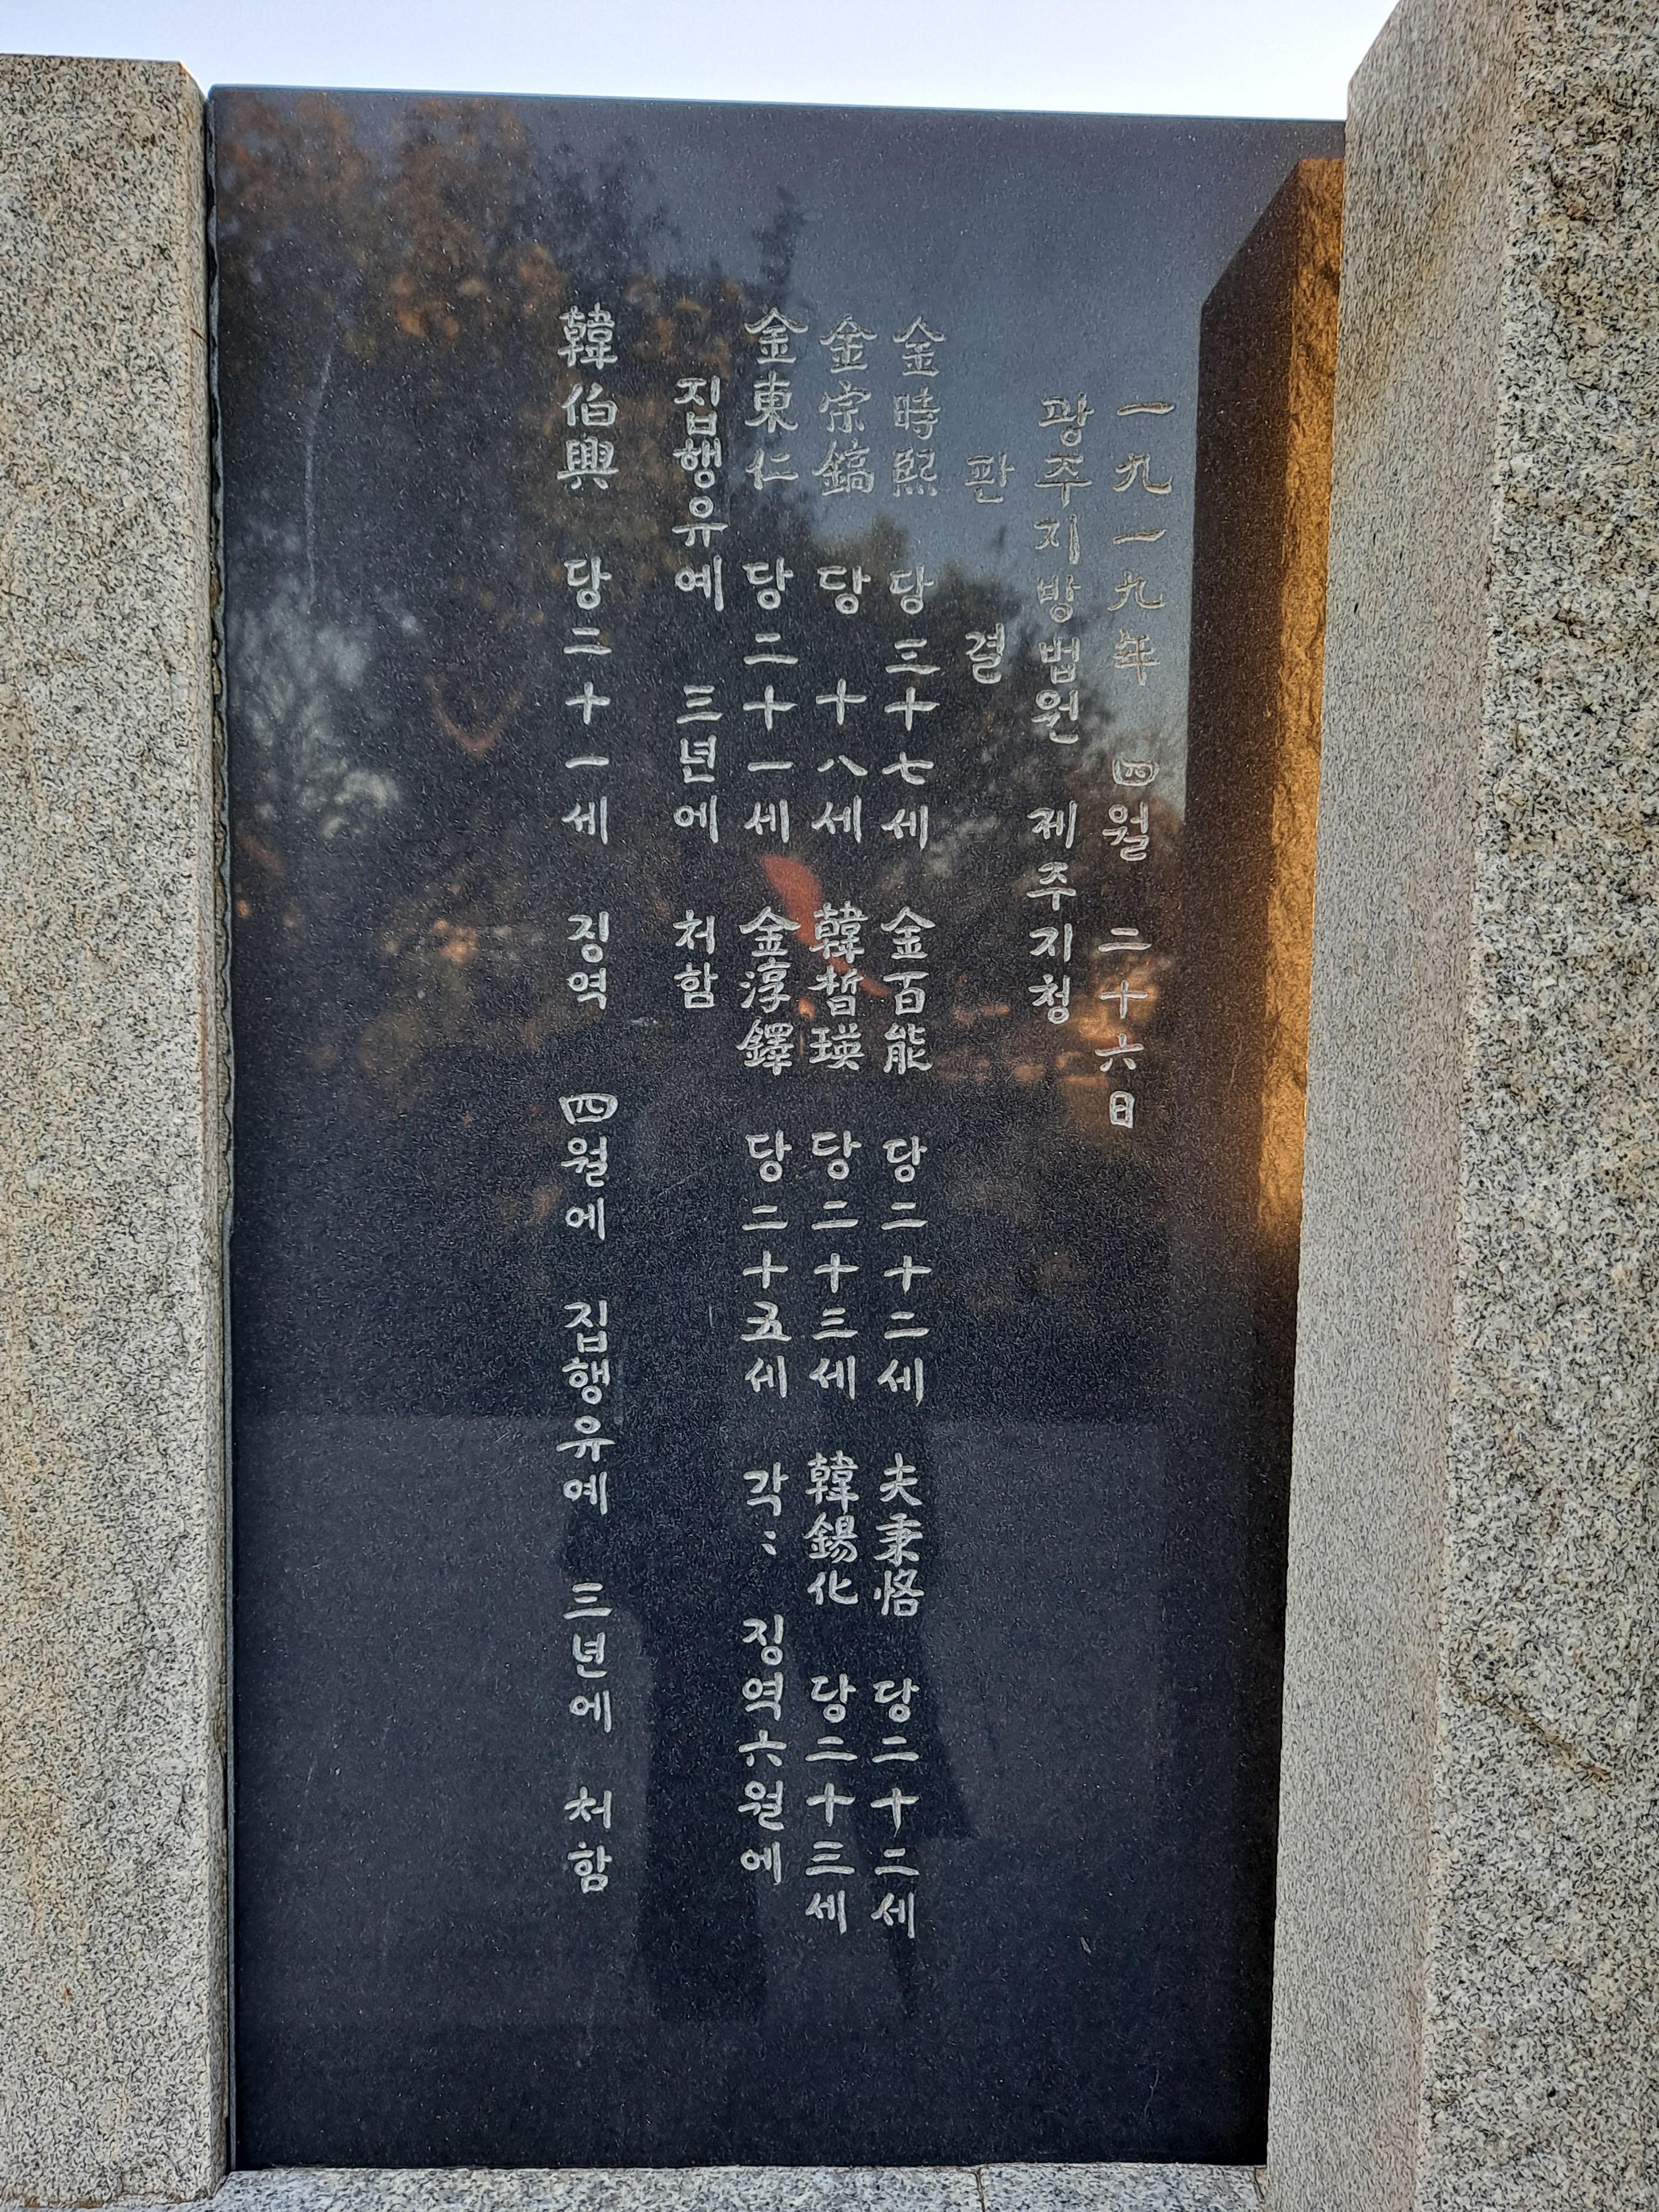 一九一九年 四월 二十六日
광주지방법원 제주지청
판 결
金時熙 당三十七세 金百能 당二十二세 夫秉恪 당二十二세
金宗鎬 당 十八세 韓晳瑛 당二十三세 韓錫化 당二十三세
金東仁 당二十一세 金淳鐸 당二十五세 각〻 징역六월에
집행유예 三년에 처함
韓伯興 당二十一세 징역 四월에 집행유예 三년에 처함